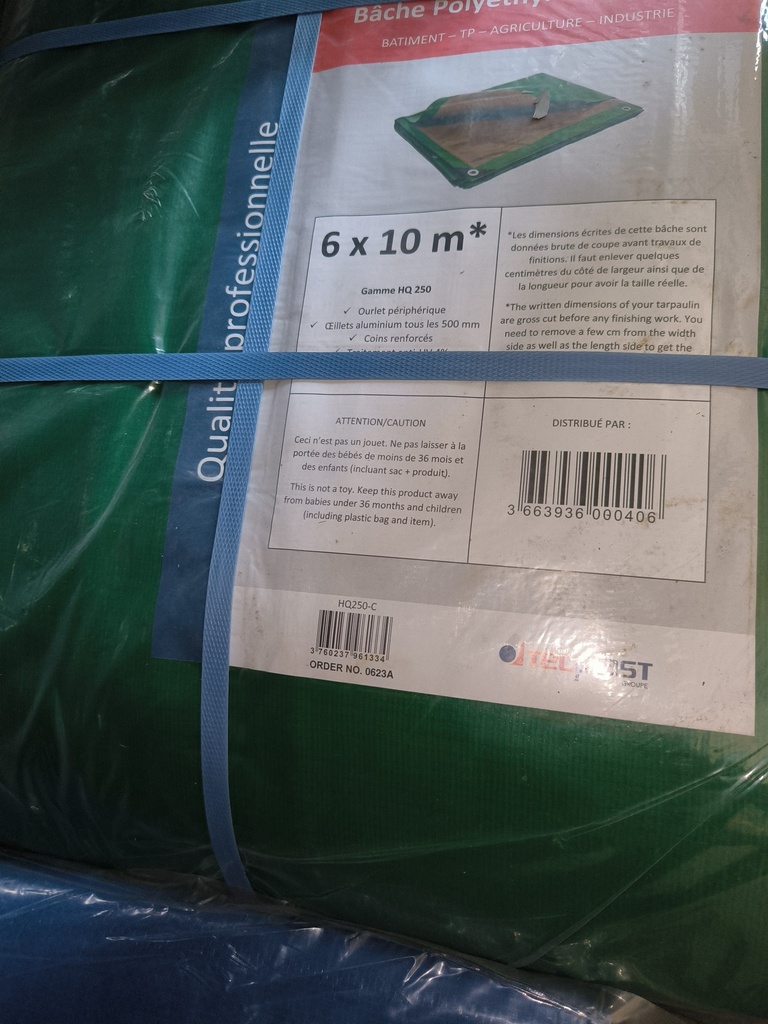 Bâche Polyéthy
BATIMENT – TP – AGRICULTURE – INDUSTRIE
Qualit professionnelle
6 x 10 m*
Gamme HQ 250
✓ Ourlet périphérique
✓ Œillets aluminium tous les 500 mm
✓ Coins renforcés
*Les dimensions écrites de cette bâche sont
données brute de coupe avant travaux de
finitions. Il faut enlever quelques
centimètres du côté de largeur ainsi que de
la longueur pour avoir la taille réelle.
*The written dimensions of your tarpaulin
are gross cut before any finishing work. You
need to remove a few cm from the width
side as well as the length side to get the
ATTENTION/CAUTION
Ceci n'est pas un jouet. Ne pas laisser à la
portée des bébés de moins de 36 mois et
des enfants (incluant sac + produit).
This is not a toy. Keep this product away
from babies under 36 months and children
(including plastic bag and item).
DISTRIBUÉ PAR :
3 663936 000406
HQ250-C
3 760237 961334
ORDER NO. 0623A